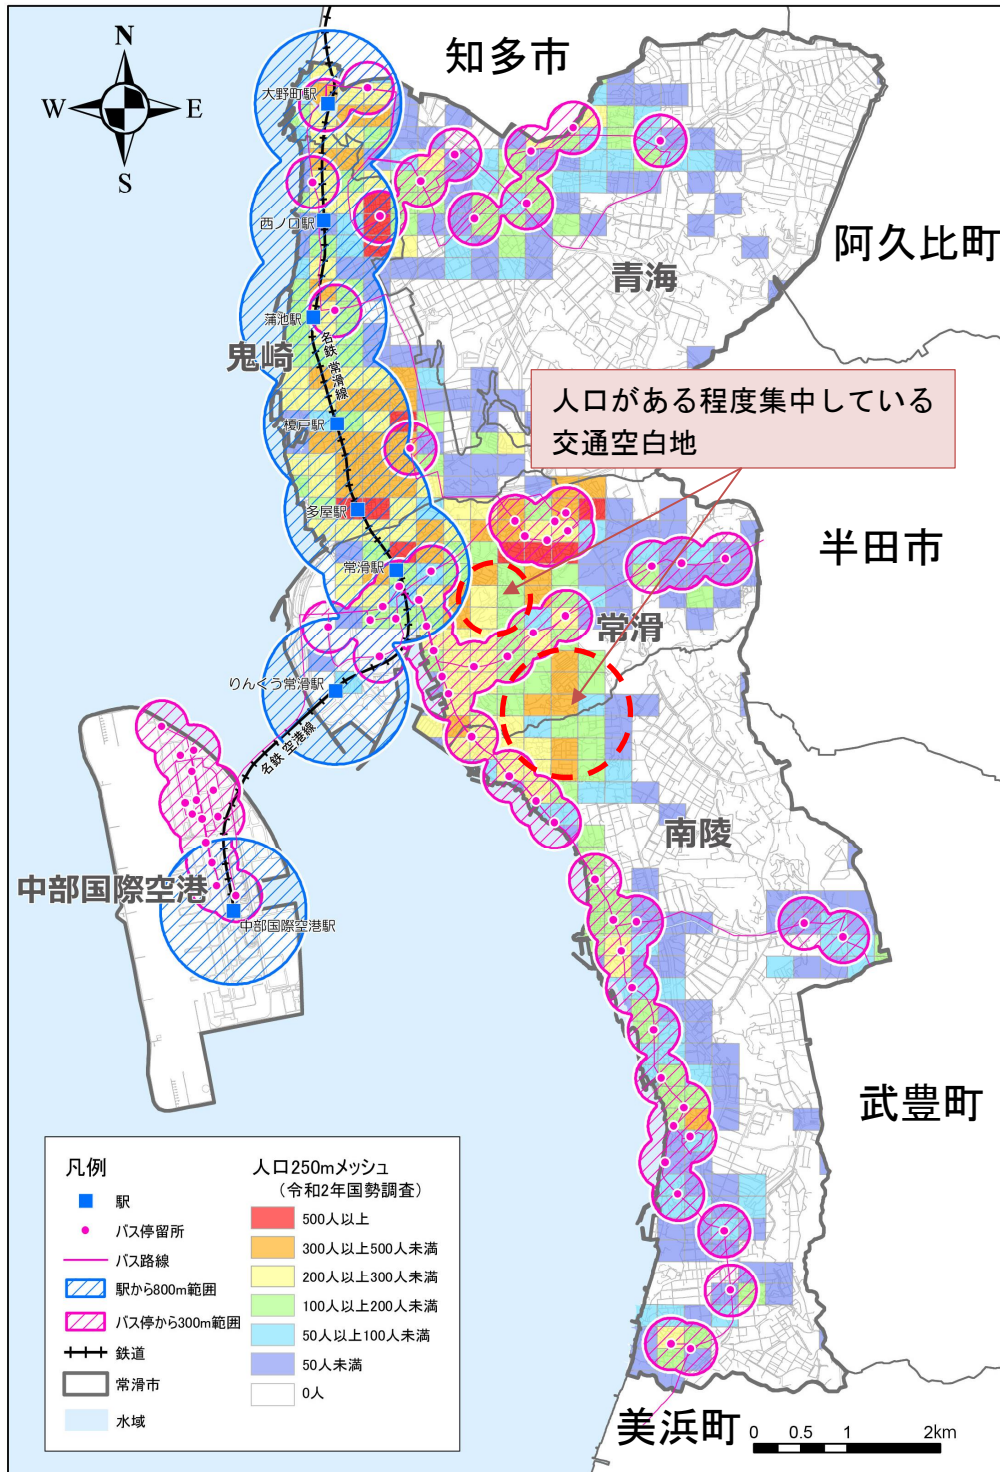 知多市
N
W
E
S
大野町駅
西ノ口駅
阿久比町
青海
蒲池駅
名鉄 常滑線
鬼崎
人口がある程度集中している
交通空白地
榎戸駅
多屋駅
半田市
常滑駅
常滑
りんくう常滑駅
名鉄 空港線
南陵
中部国際空港
中部国際空港駅
武豊町
凡例
駅
バス停留所
バス路線
駅から800m範囲
バス停から300m範囲
鉄道
常滑市
水域
人口250mメッシュ
(令和2年国勢調査)
500人以上
300人以上500人未満
200人以上300人未満
100人以上200人未満
50人以上100人未満
50人未満
0人
美浜町
0 0.5 1 2km